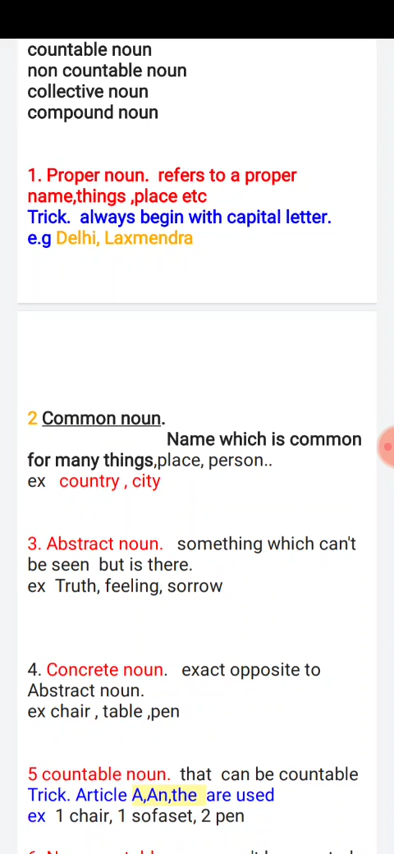 countable noun
non countable noun
collective noun
compound noun
1. Proper noun.  refers to a proper
name,things ,place etc
Trick.  always begin with capital letter.
e.g Delhi, Laxmendra
2 Common noun.
Name which is common
for many things,place, person..
ex   country , city
3. Abstract noun.   something which can't
be seen  but is there.
ex  Truth, feeling, sorrow
4. Concrete noun.   exact opposite to
Abstract noun.
ex chair , table ,pen
5 countable noun.  that  can be countable
Trick. Article A,An,the  are used
ex  1 chair, 1 sofaset, 2 pen